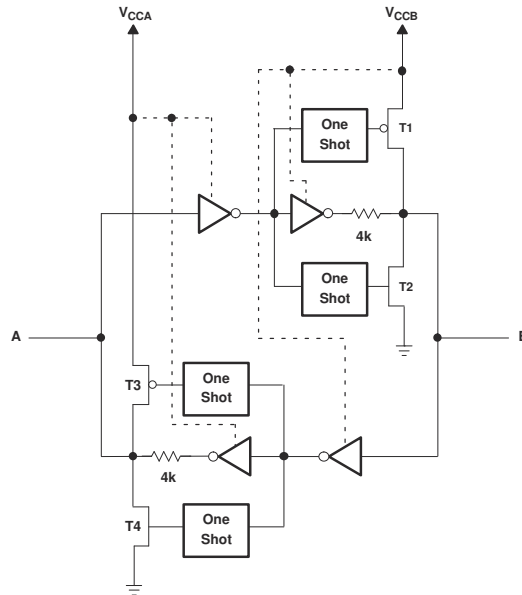 VCCA
VCCB
One
Shot
T1
4k
One
Shot
T2
A
B
T3
One
Shot
4k
T4
One
Shot